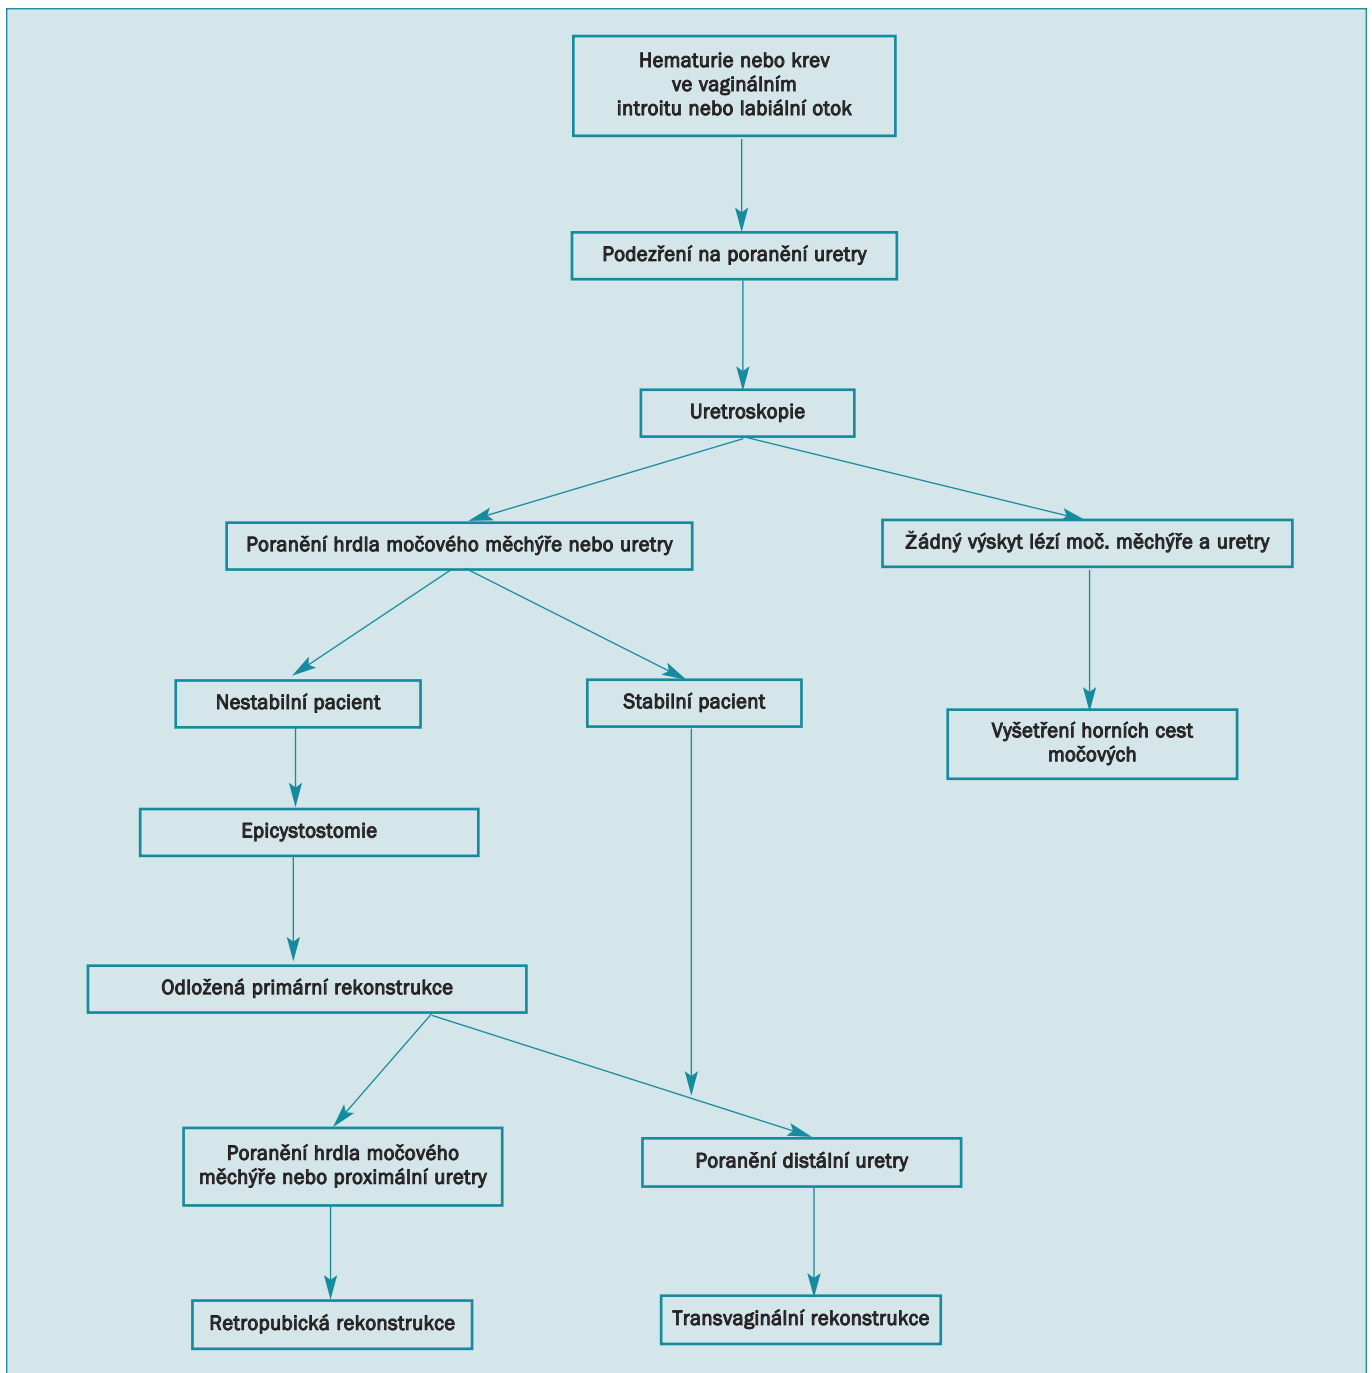 Hematurie nebo krev
ve vaginálním
introitu nebo labiální otok
Podezření na poranění uretry
Uretroskopie
Poranění hrdla močového měchýře nebo uretry
Žádný výskyt lézí moč. měchýře a uretry
Nestabilní pacient
Stabilní pacient
Vyšetření horních cest
močových
Epicystostomie
Odložená primární rekonstrukce
Poranění hrdla močového
měchýře nebo proximální uretry
Poranění distální uretry
Retropubická rekonstrukce
Transvaginální rekonstrukce